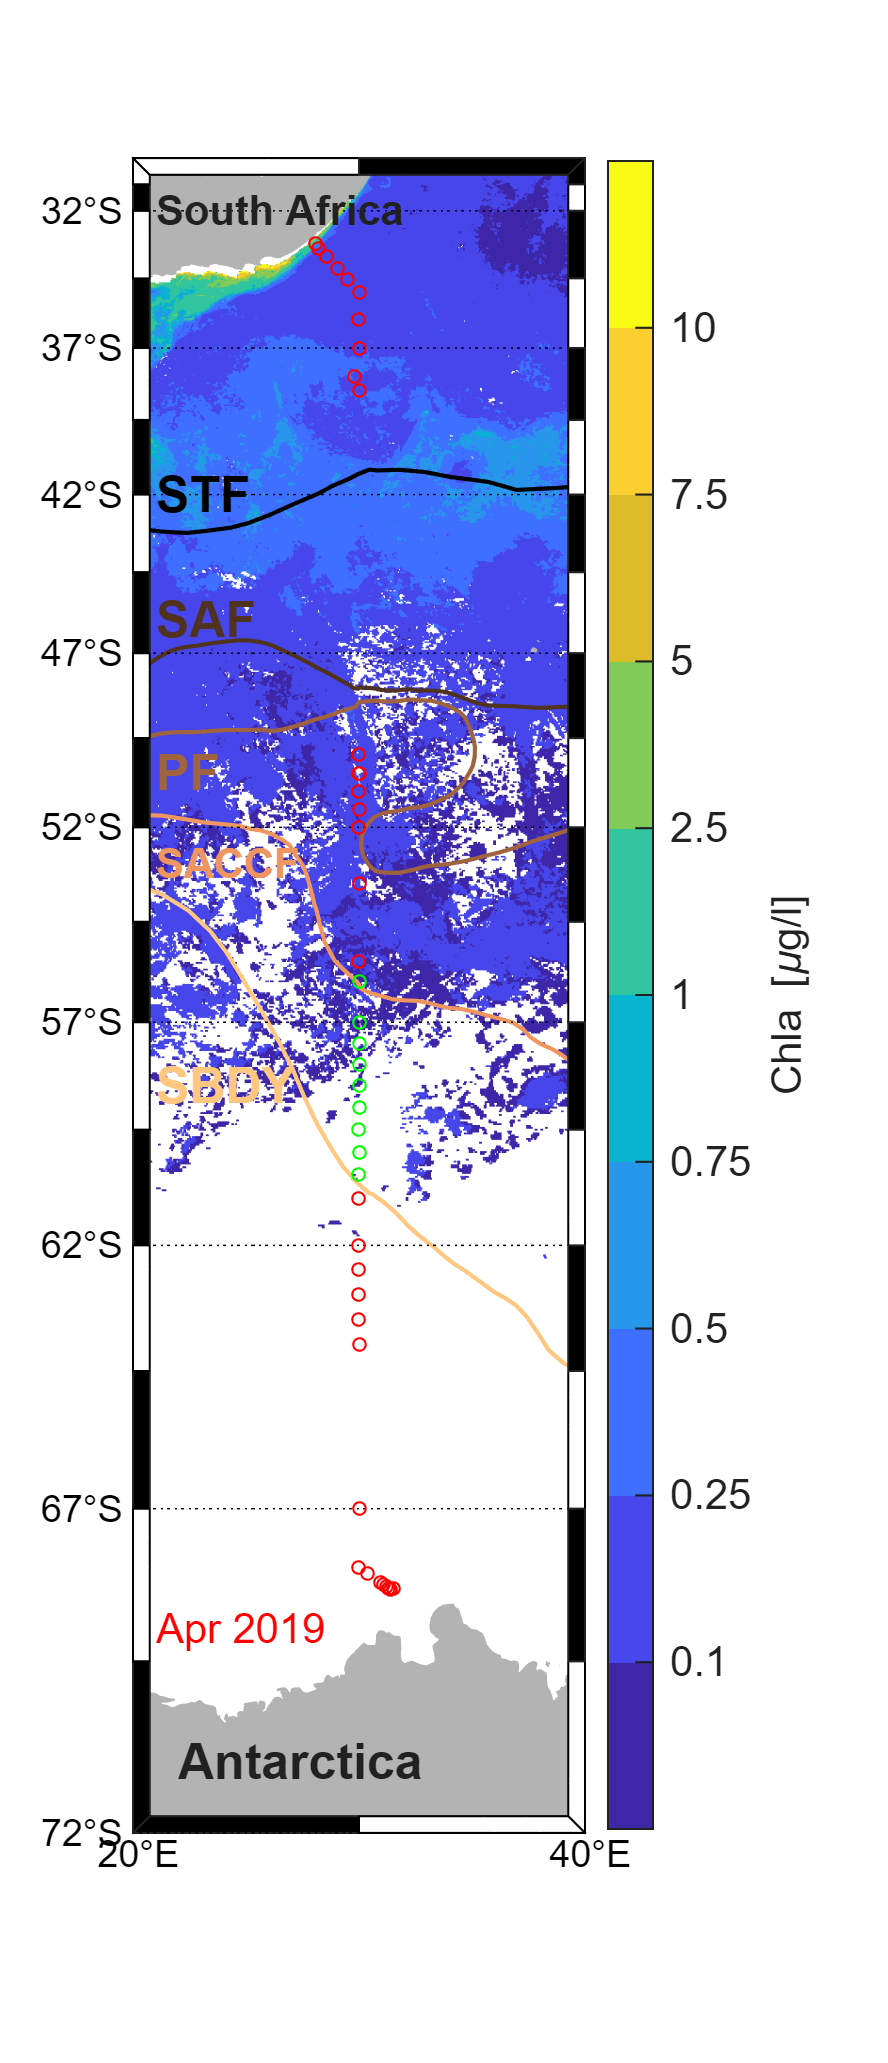 32°S
South Africa
37°S
42°S
STF
SAF
47°S
PF
52°S
SACCF
57°S
SBDY
62°S
67°S
Apr 2019
Antarctica
72°S
20°E
40°E
10
7.5
5
2.5
1
0.75
0.5
0.25
0.1
Chla [µg/l]